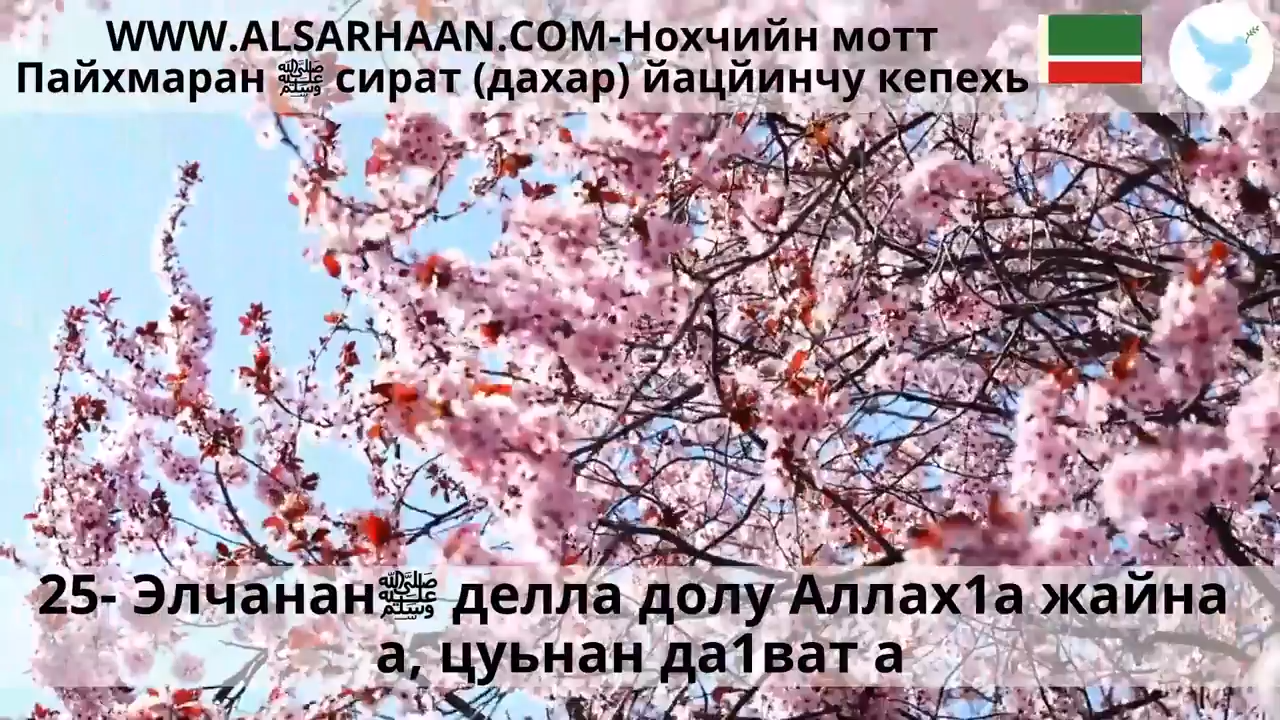 WWW.ALSARHAAN.COM-Нохчийн мотт
Пайхмаран ﷺ сират (дахар) йацйинчу кепехь
25- Элчанан ﷺ делла долу Аллах1а жайна
а, цуьнан да1ват а